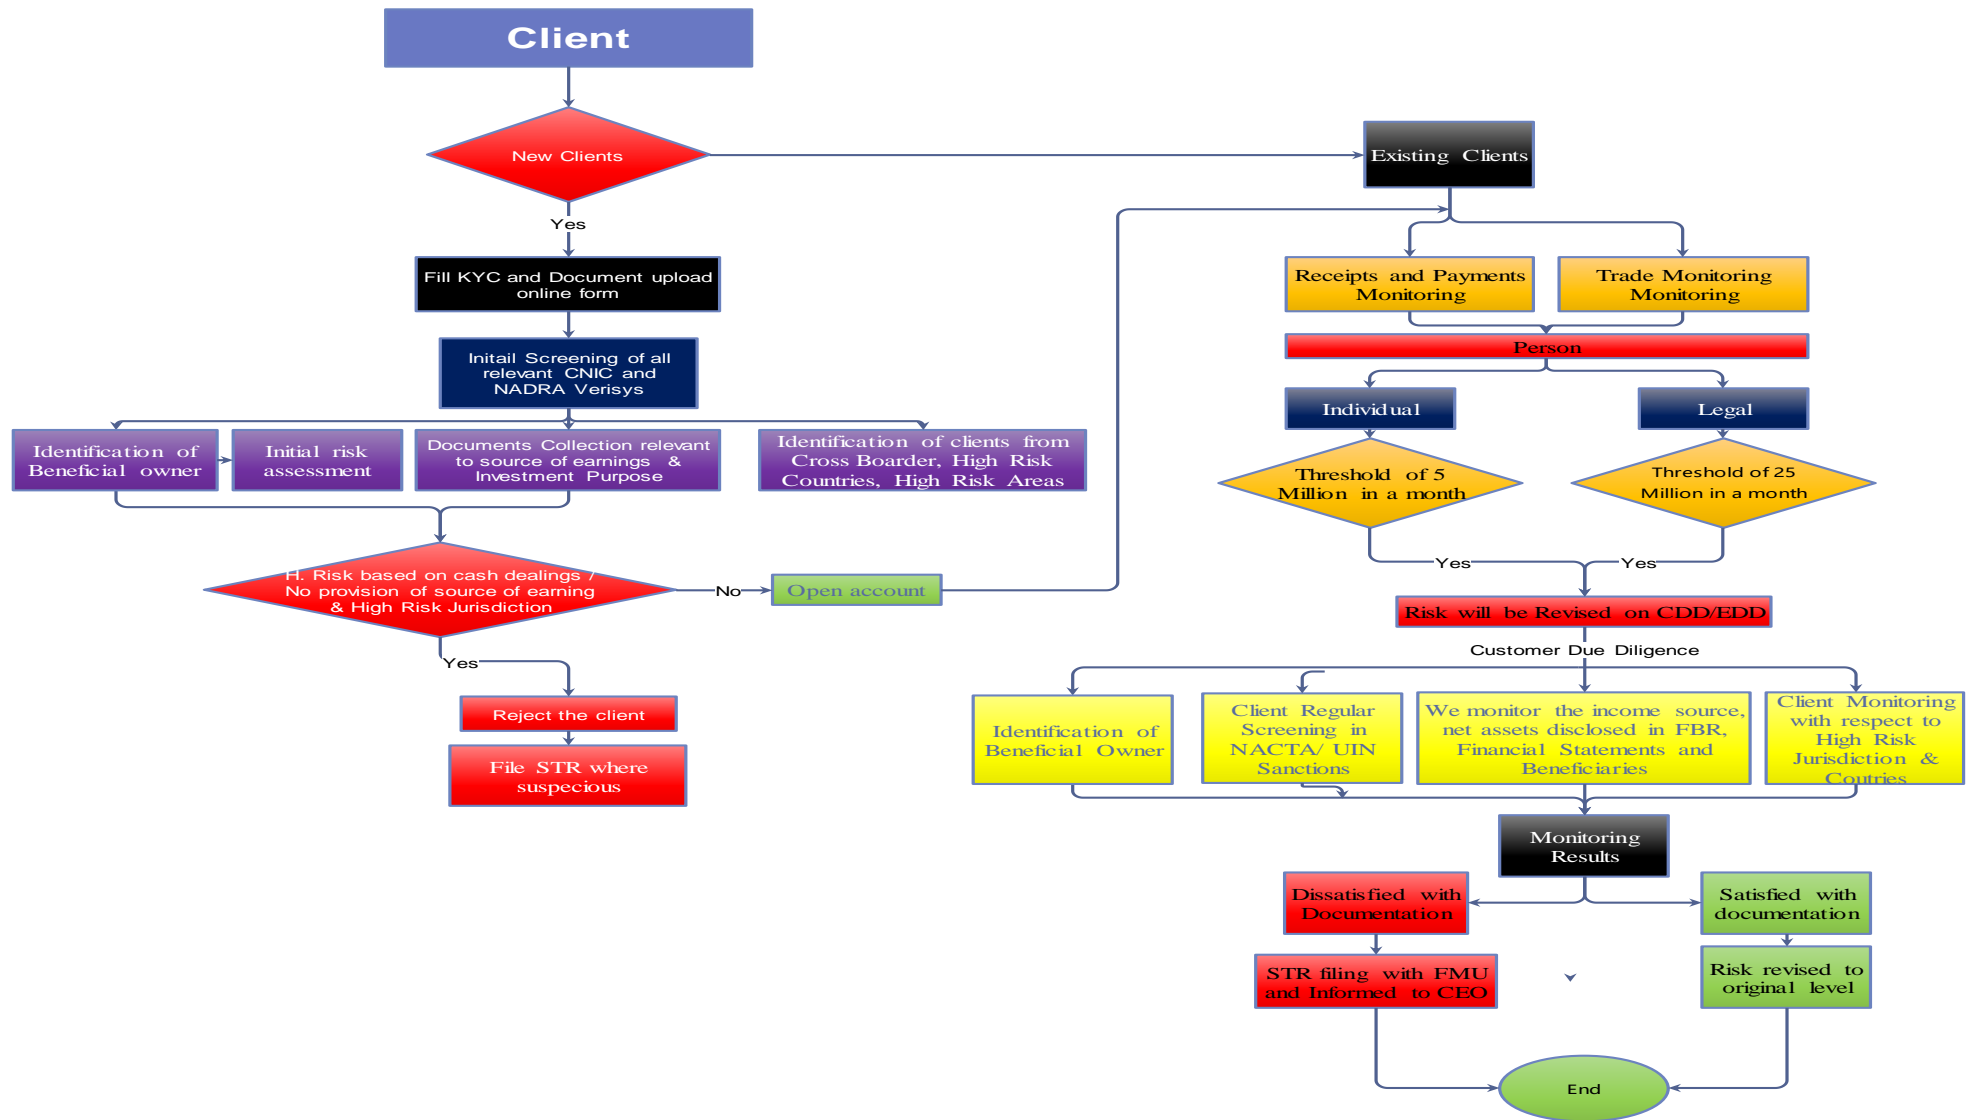 Client
New Clients
Yes
Fill KYC and Document upload
online form
Initail Screening of all
relevant CNIC and
NADRA Verisys
Identification of
Beneficial owner
Initial risk
assessment
Documents Collection relevant
to source of earnings &
Investment Purpose
Identification of clients from
Cross Boarder, High Risk
Countries, High Risk Areas
H. Risk based on cash dealings /
No provision of source of earning
& High Risk Jurisdiction
No
Open account
Yes
Reject the client
File STR where
suspecious
Existing Clients
Receipts and Payments
Monitoring
Trade Monitoring
Monitoring
Person
Individual
Legal
Threshold of 5
Million in a month
Threshold of 25
Million in a month
Yes
Yes
Risk will be Revised on CDD/EDD
Customer Due Diligence
Identification of
Beneficial Owner
Client Regular
Screening in
NACTA/ UIN
Sanctions
We monitor the income source,
net assets disclosed in FBR,
Financial Statements and
Beneficiaries
Client Monitoring
with respect to
High Risk
Jurisdiction &
Coutries
Monitoring
Results
Dissatisfied with
Documentation
Satisfied with
documentation
STR filing with FMU
and Informed to CEO
Risk revised to
original level
End